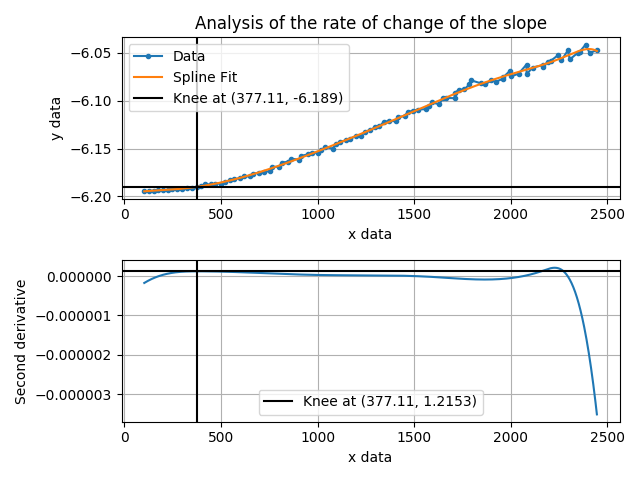 Analysis of the rate of change of the slope
−6.05
−6.10
−6.15
−6.20
y data
Data
Spline Fit
Knee at (377.11, -6.189)
0 500 1000 1500 2000 2500
x data
0.000000
−0.000001
−0.000002
−0.000003
Second derivative
Knee at (377.11, 1.2153)
0 500 1000 1500 2000 2500
x data